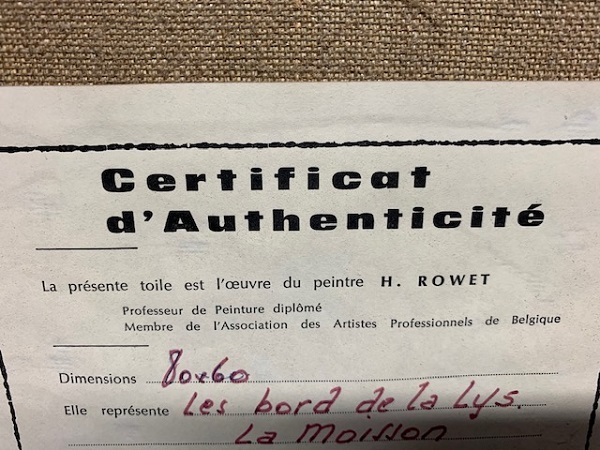 Certificat
d'Authenticité
La présente toile est l'œuvre du peintre H. ROWET
Professeur de Peinture diplômé
Membre de l'Association des Artistes Professionnels de Belgique
Dimensions 80x60
Elle représente Les bord de la Lys.
La Moisson